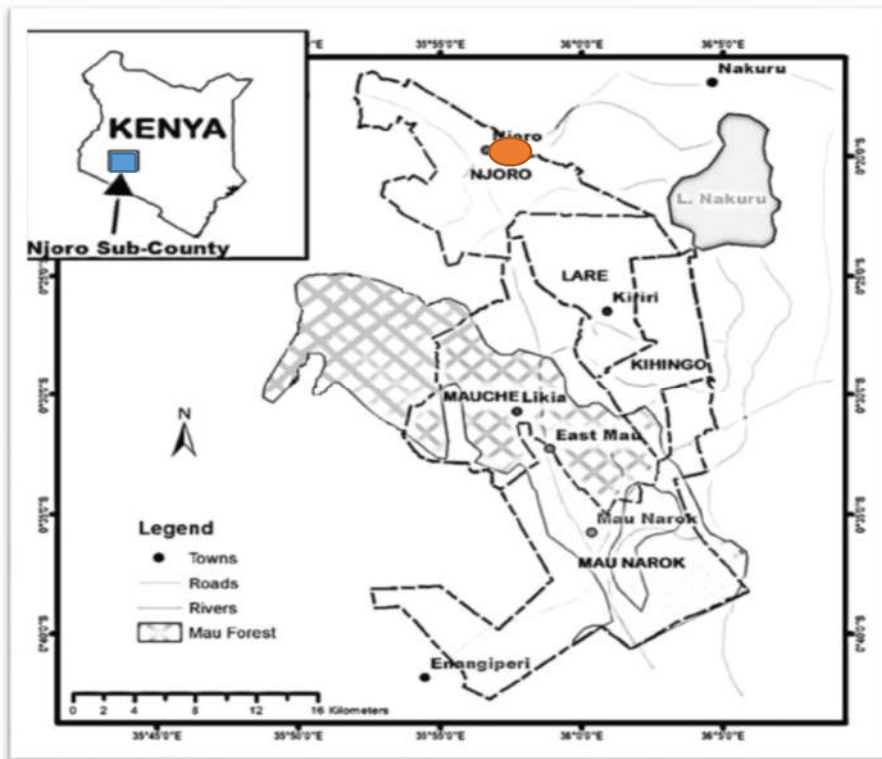 35°55'0"E 36°0'0"E 36°5'0"E
KENYA
Njoro Sub-County
Nakuru
Njoro
NJORO
L. Nakuru
LARE
Kiriri
KIHINGO
MAUCHE Likia
East Mau
N
Mau Narok
MAU NAROK
Enangiperi
Legend
Towns
Roads
Rivers
Mau Forest
0 2 4 8 12 16 Kilometers
35°45'0"E 35°50'0"E 35°55'0"E 36°0'0"E 36°5'0"E